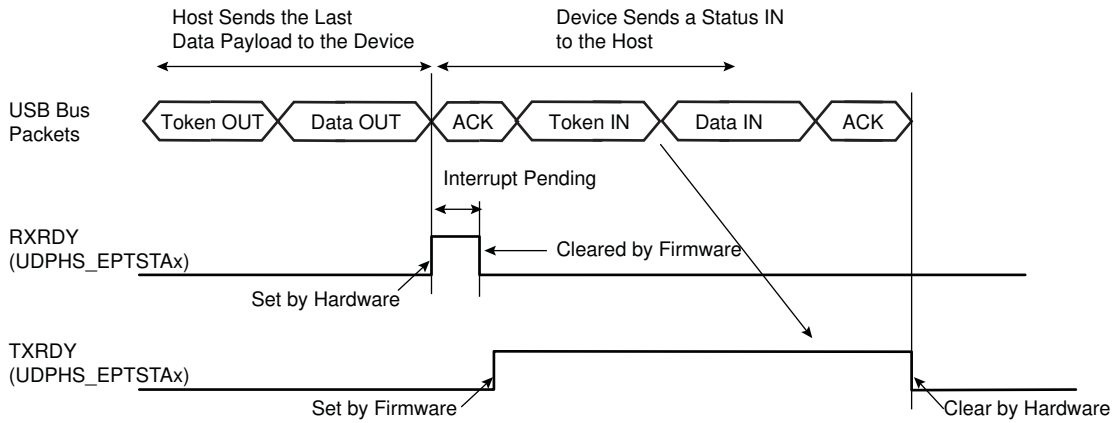 Host Sends the Last
Data Payload to the Device
Device Sends a Status IN
to the Host
USB Bus
Packets
Token OUT
Data OUT
ACK
Token IN
Data IN
ACK
Interrupt Pending
RXRDY
(UDPHS_EPTSTAx)
Cleared by Firmware
Set by Hardware
TXRDY
(UDPHS_EPTSTAx)
Set by Firmware
Clear by Hardware